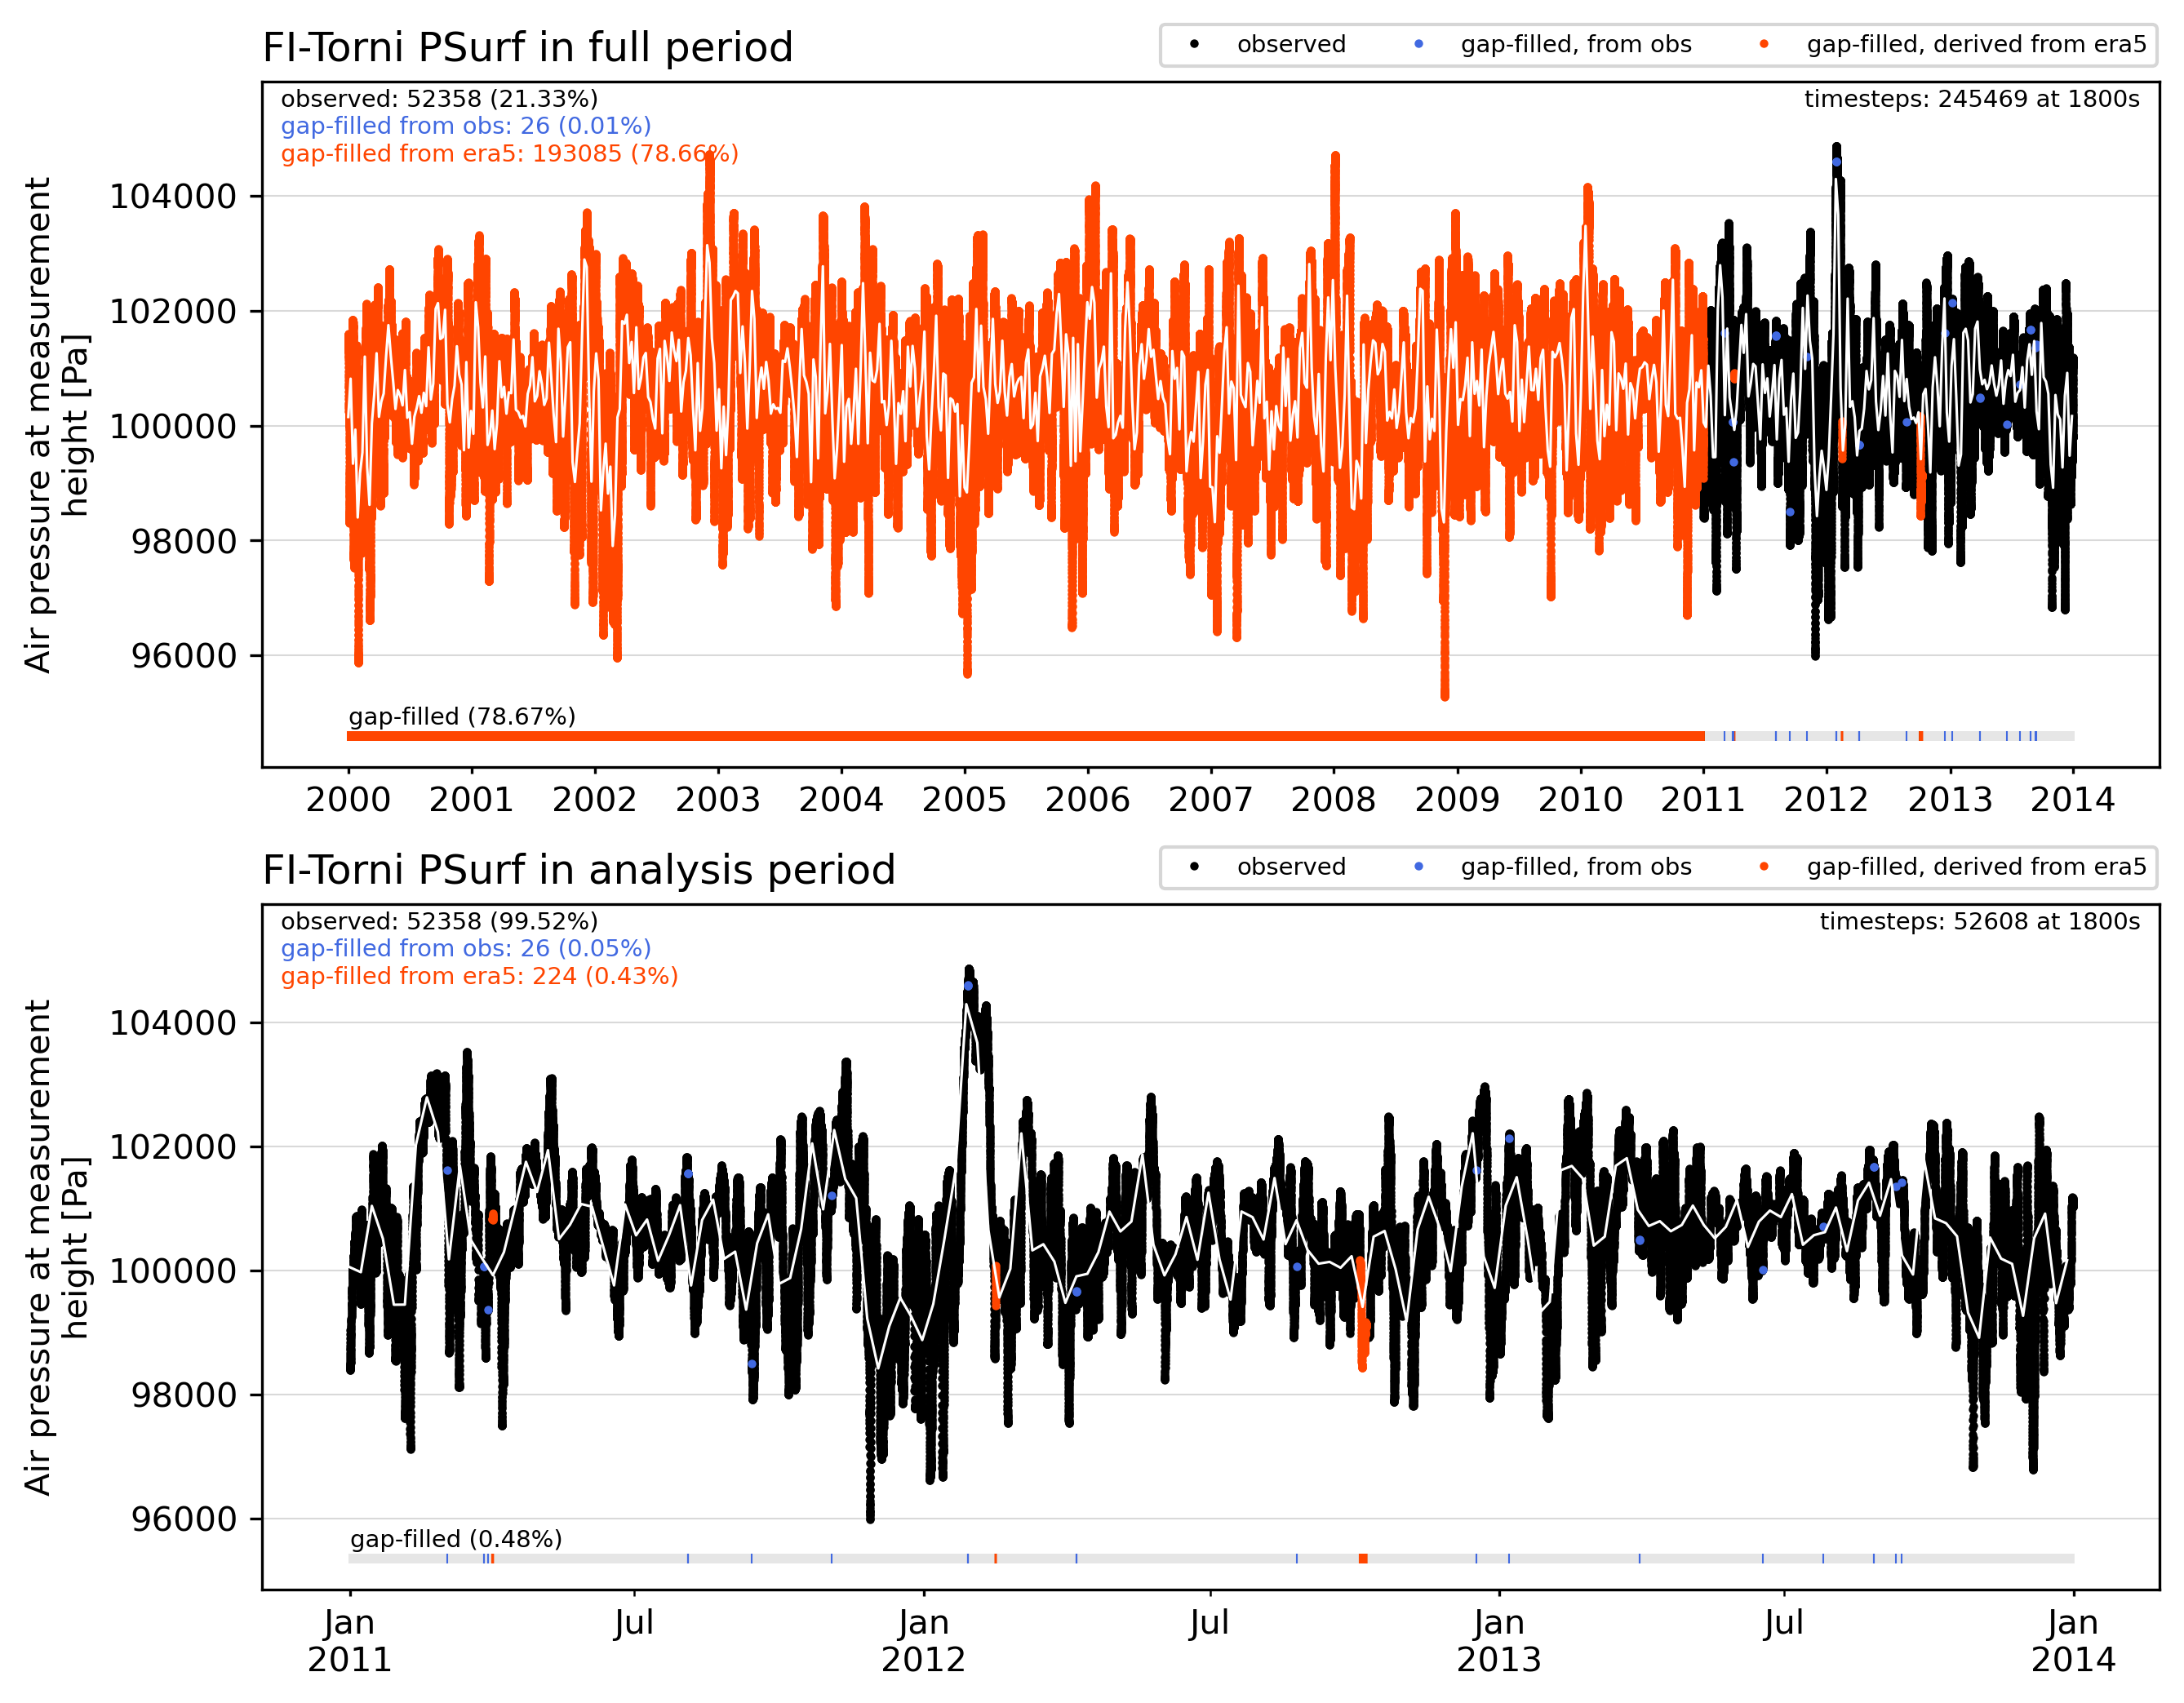 FI-Torni PSurf in full period
observed gap-filled, from obs gap-filled, derived from era5
observed: 52358 (21.33%)
timesteps: 245469 at 1800s
gap-filled from obs: 26 (0.01%)
gap-filled from era5: 193085 (78.66%)
Air pressure at measurement
height [Pa]
104000
102000
100000
98000
96000
gap-filled (78.67%)
2000 2001 2002 2003 2004 2005 2006 2007 2008 2009 2010 2011 2012 2013 2014
FI-Torni PSurf in analysis period
observed gap-filled, from obs gap-filled, derived from era5
observed: 52358 (99.52%)
timesteps: 52608 at 1800s
gap-filled from obs: 26 (0.05%)
gap-filled from era5: 224 (0.43%)
Air pressure at measurement
height [Pa]
104000
102000
100000
98000
96000
gap-filled (0.48%)
Jan Jul Jan Jul Jan Jul Jan
2011 2012 2013 2014